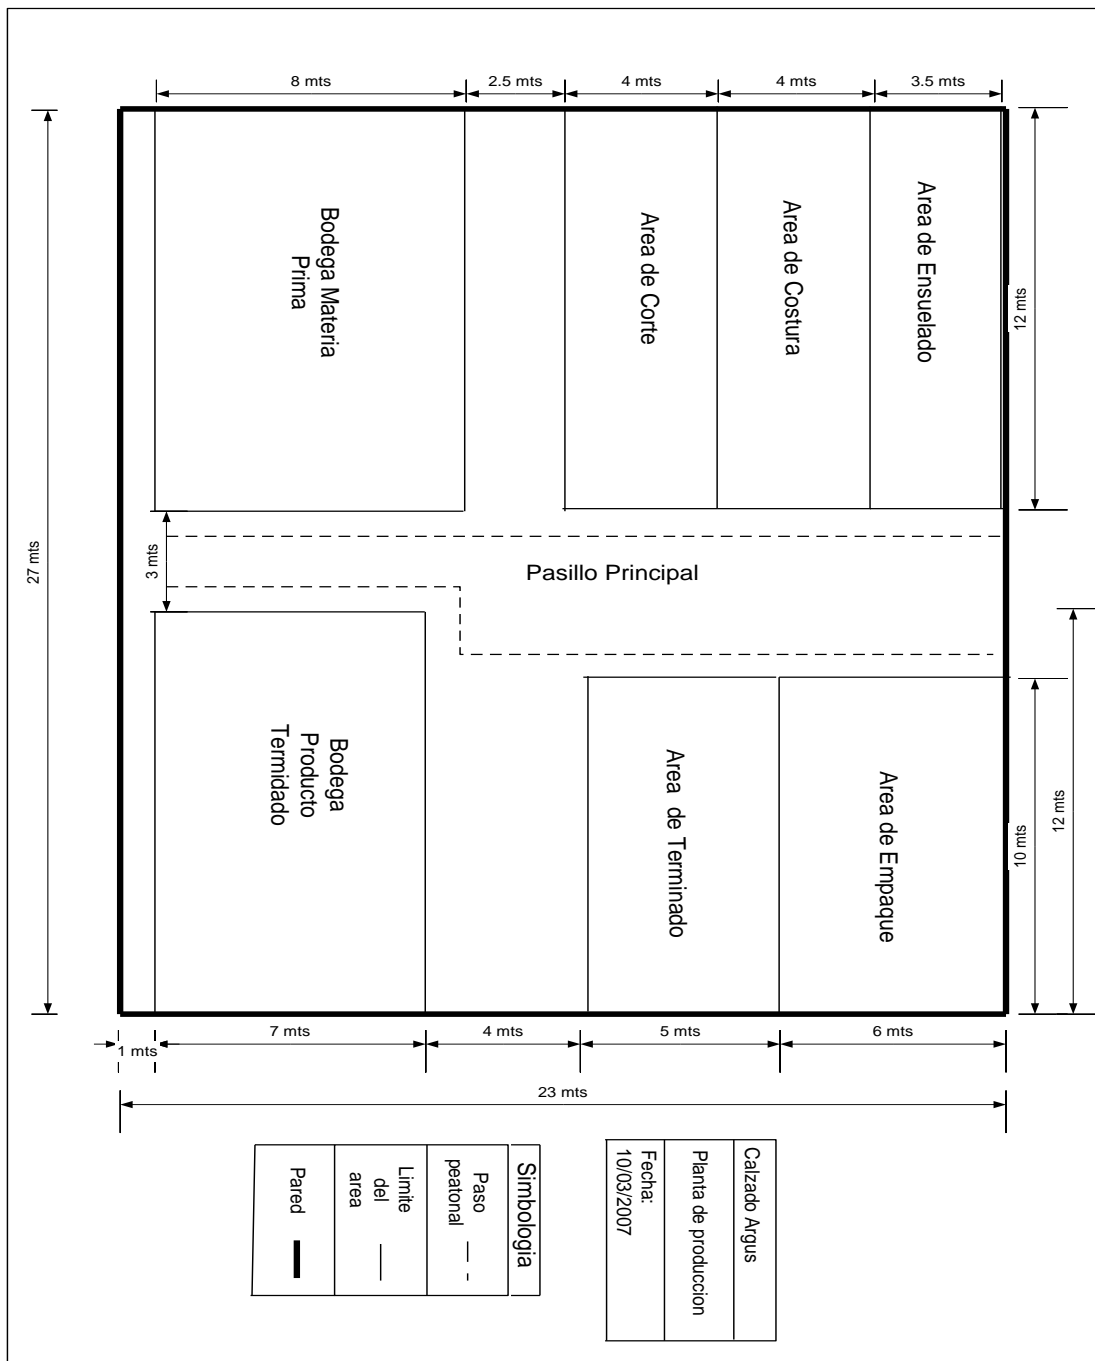 8 mts
2.5 mts
4 mts
4 mts
3.5 mts
27 mts
Bodega Materia
Prima
Area de Corte
Area de Costura
Area de Ensuelado
12 mts
3 mts
Pasillo Principal
Bodega
Producto
Termidado
Area de Terminado
Area de Empaque
10 mts
12 mts
1 mts
7 mts
4 mts
5 mts
6 mts
23 mts
Simbologia
Paso
peatonal
Limite
del
area
Pared
Calzado Argus
Planta de produccion
Fecha:
10/03/2007